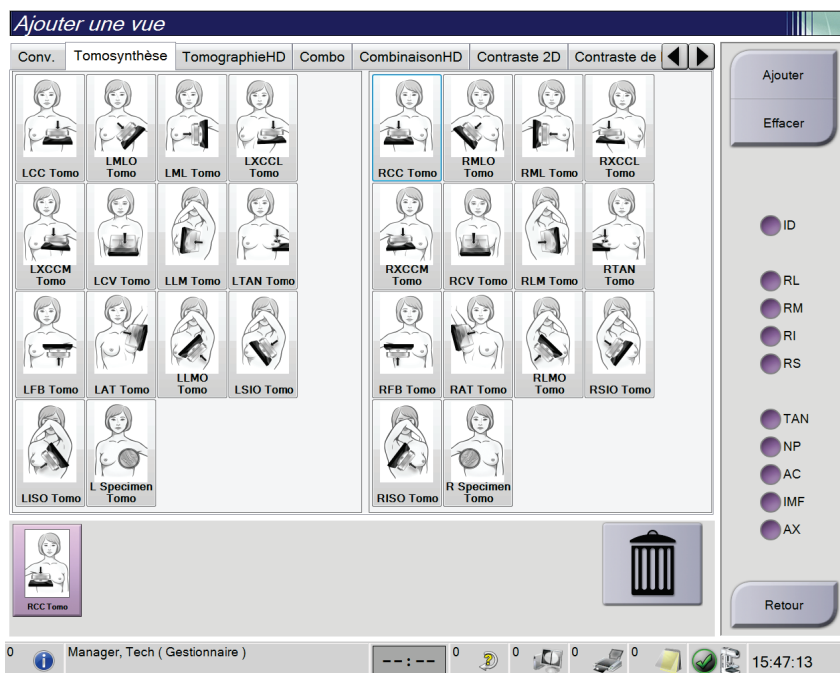 Ajouter une vue
Conv. Tomosynthèse TomographieHD Combo CombinaisonHD Contraste 2D Contraste de
LCC Tomo
LMLO
Tomo
LML Tomo
LXCCL
Tomo
RCC Tomo
RMLO
Tomo
RML Tomo
RXCCL
Tomo
LXCCM
Tomo
LCV Tomo
LLM Tomo
LTAN Tomo
RXCCM
Tomo
RCV Tomo
RLM Tomo
RTAN
Tomo
LFB Tomo
LAT Tomo
LLMO
Tomo
LSIO Tomo
RFB Tomo
RAT Tomo
RLMO
Tomo
RSIO Tomo
LISO Tomo
L Specimen
Tomo
RISO Tomo
R Specimen
Tomo
RCC Tomo
Ajouter
Effacer
ID
RL
RM
RI
RS
TAN
NP
AC
IMF
AX
Retour
0 Manager, Tech ( Gestionnaire ) --:-- 0 0 0 0 15:47:13